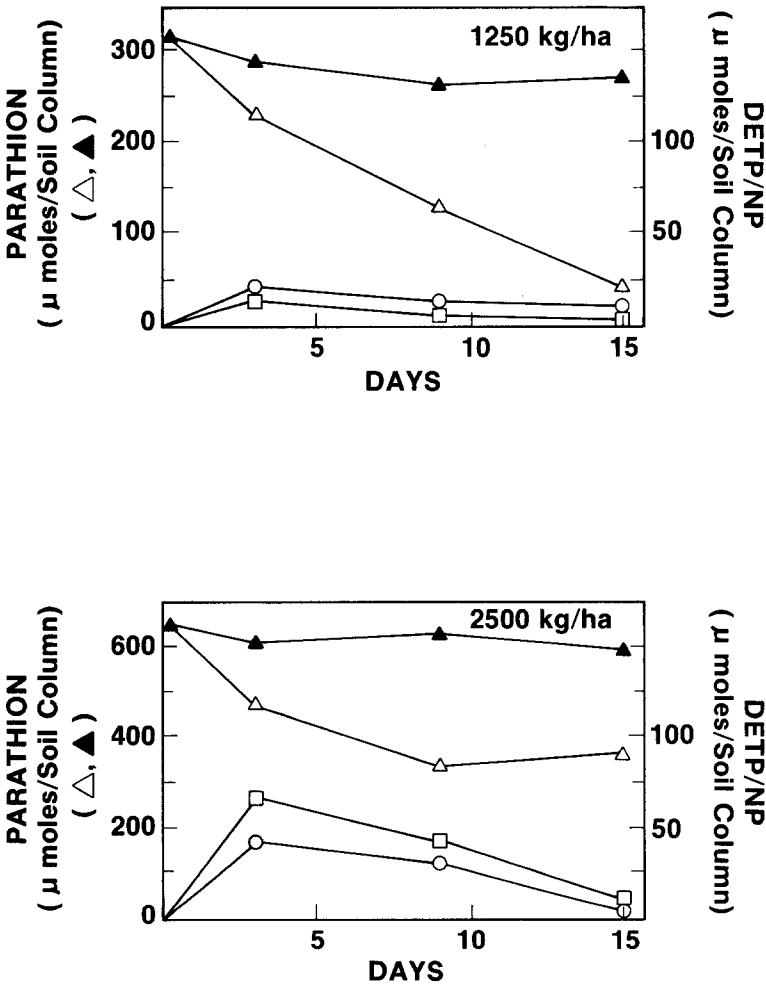 1250 kg/ha
PARATHION
( μ moles/Soil Column)
( △, ▲ )
300
200
100
0
100
50
DETP/NP
( μ moles/Soil Column)
5
10
15
DAYS
2500 kg/ha
PARATHION
( μ moles/Soil Column)
( △, ▲ )
600
400
200
0
100
50
DETP/NP
( μ moles/Soil Column)
5
10
15
DAYS